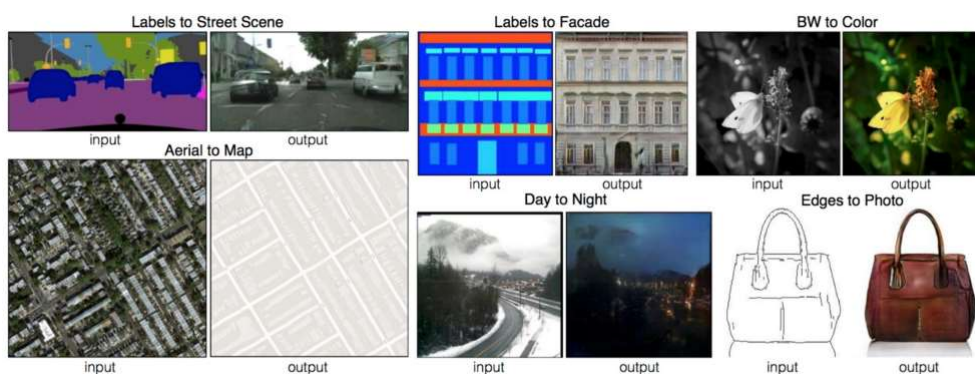 Labels to Street Scene
input
output
Aerial to Map
input
output
Labels to Facade
input
output
BW to Color
input
output
Day to Night
input
output
Edges to Photo
input
output